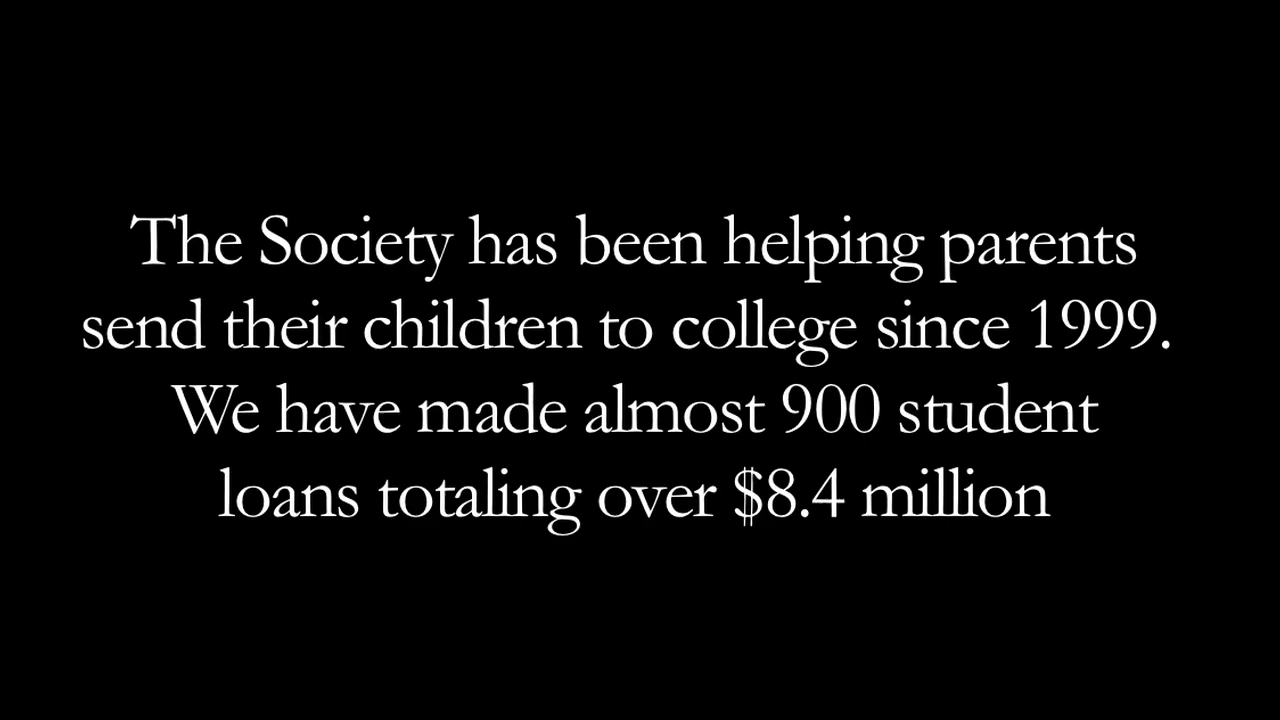 The Society has been helping parents
send their children to college since 1999.
We have made almost 900 student
loans totaling over $8.4 million